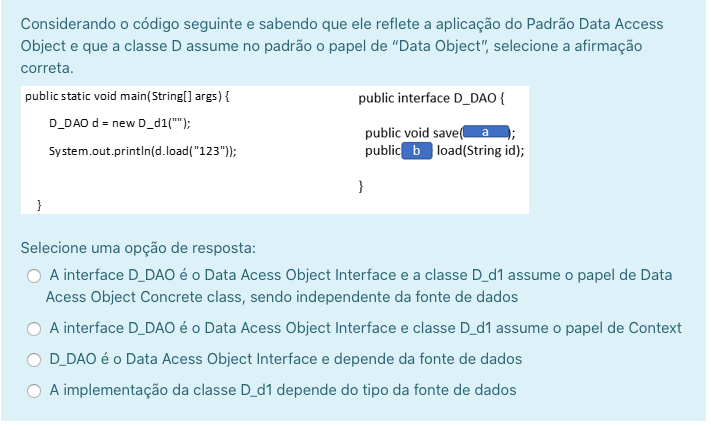 Considerando o código seguinte e sabendo que ele reflete a aplicação do Padrão Data Access
Object e que a classe D assume no padrão o papel de "Data Object", selecione a afirmação
correta.
public static void main(String[] args) {
D_DAO d = new D_d1("");
System.out.println(d.load("123"));
}
public interface D_DAO {
public void save( a );
public b load(String id);
}
Selecione uma opção de resposta:
A interface D_DAO é o Data Acess Object Interface e a classe D_d1 assume o papel de Data
Acess Object Concrete class, sendo independente da fonte de dados
A interface D_DAO é o Data Acess Object Interface e classe D_d1 assume o papel de Context
D_DAO é o Data Acess Object Interface e depende da fonte de dados
A implementação da classe D_d1 depende do tipo da fonte de dados